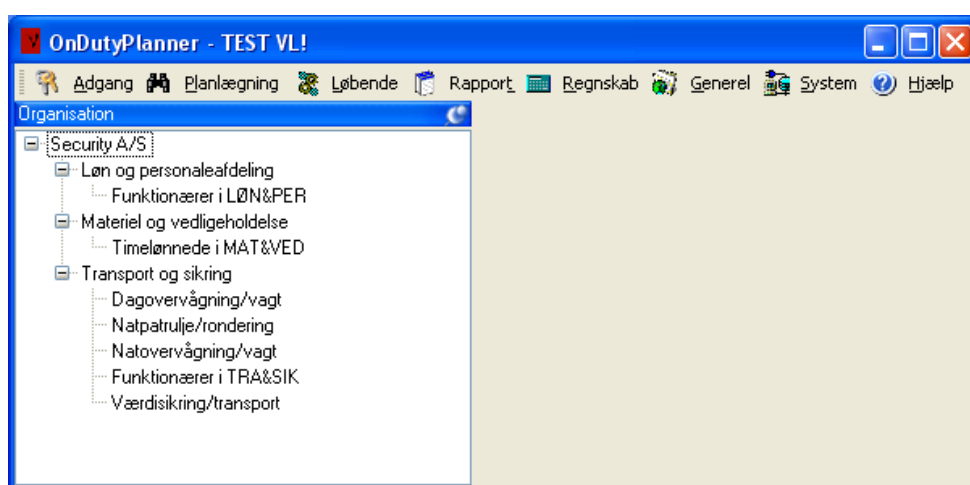 OnDutyPlanner - TEST VL!
Adgang Planlægning Løbende Rapport Regnskab Generel System Hjælp
Organisation
Security A/S
Løn og personaleafdeling
Funktionærer i LØN&PER
Materiel og vedligeholdelse
Timelønnede i MAT&VED
Transport og sikring
Dagovervågning/vagt
Natpatrulje/rondering
Natovervågning/vagt
Funktionærer i TRA&SIK
Værdisikring/transport